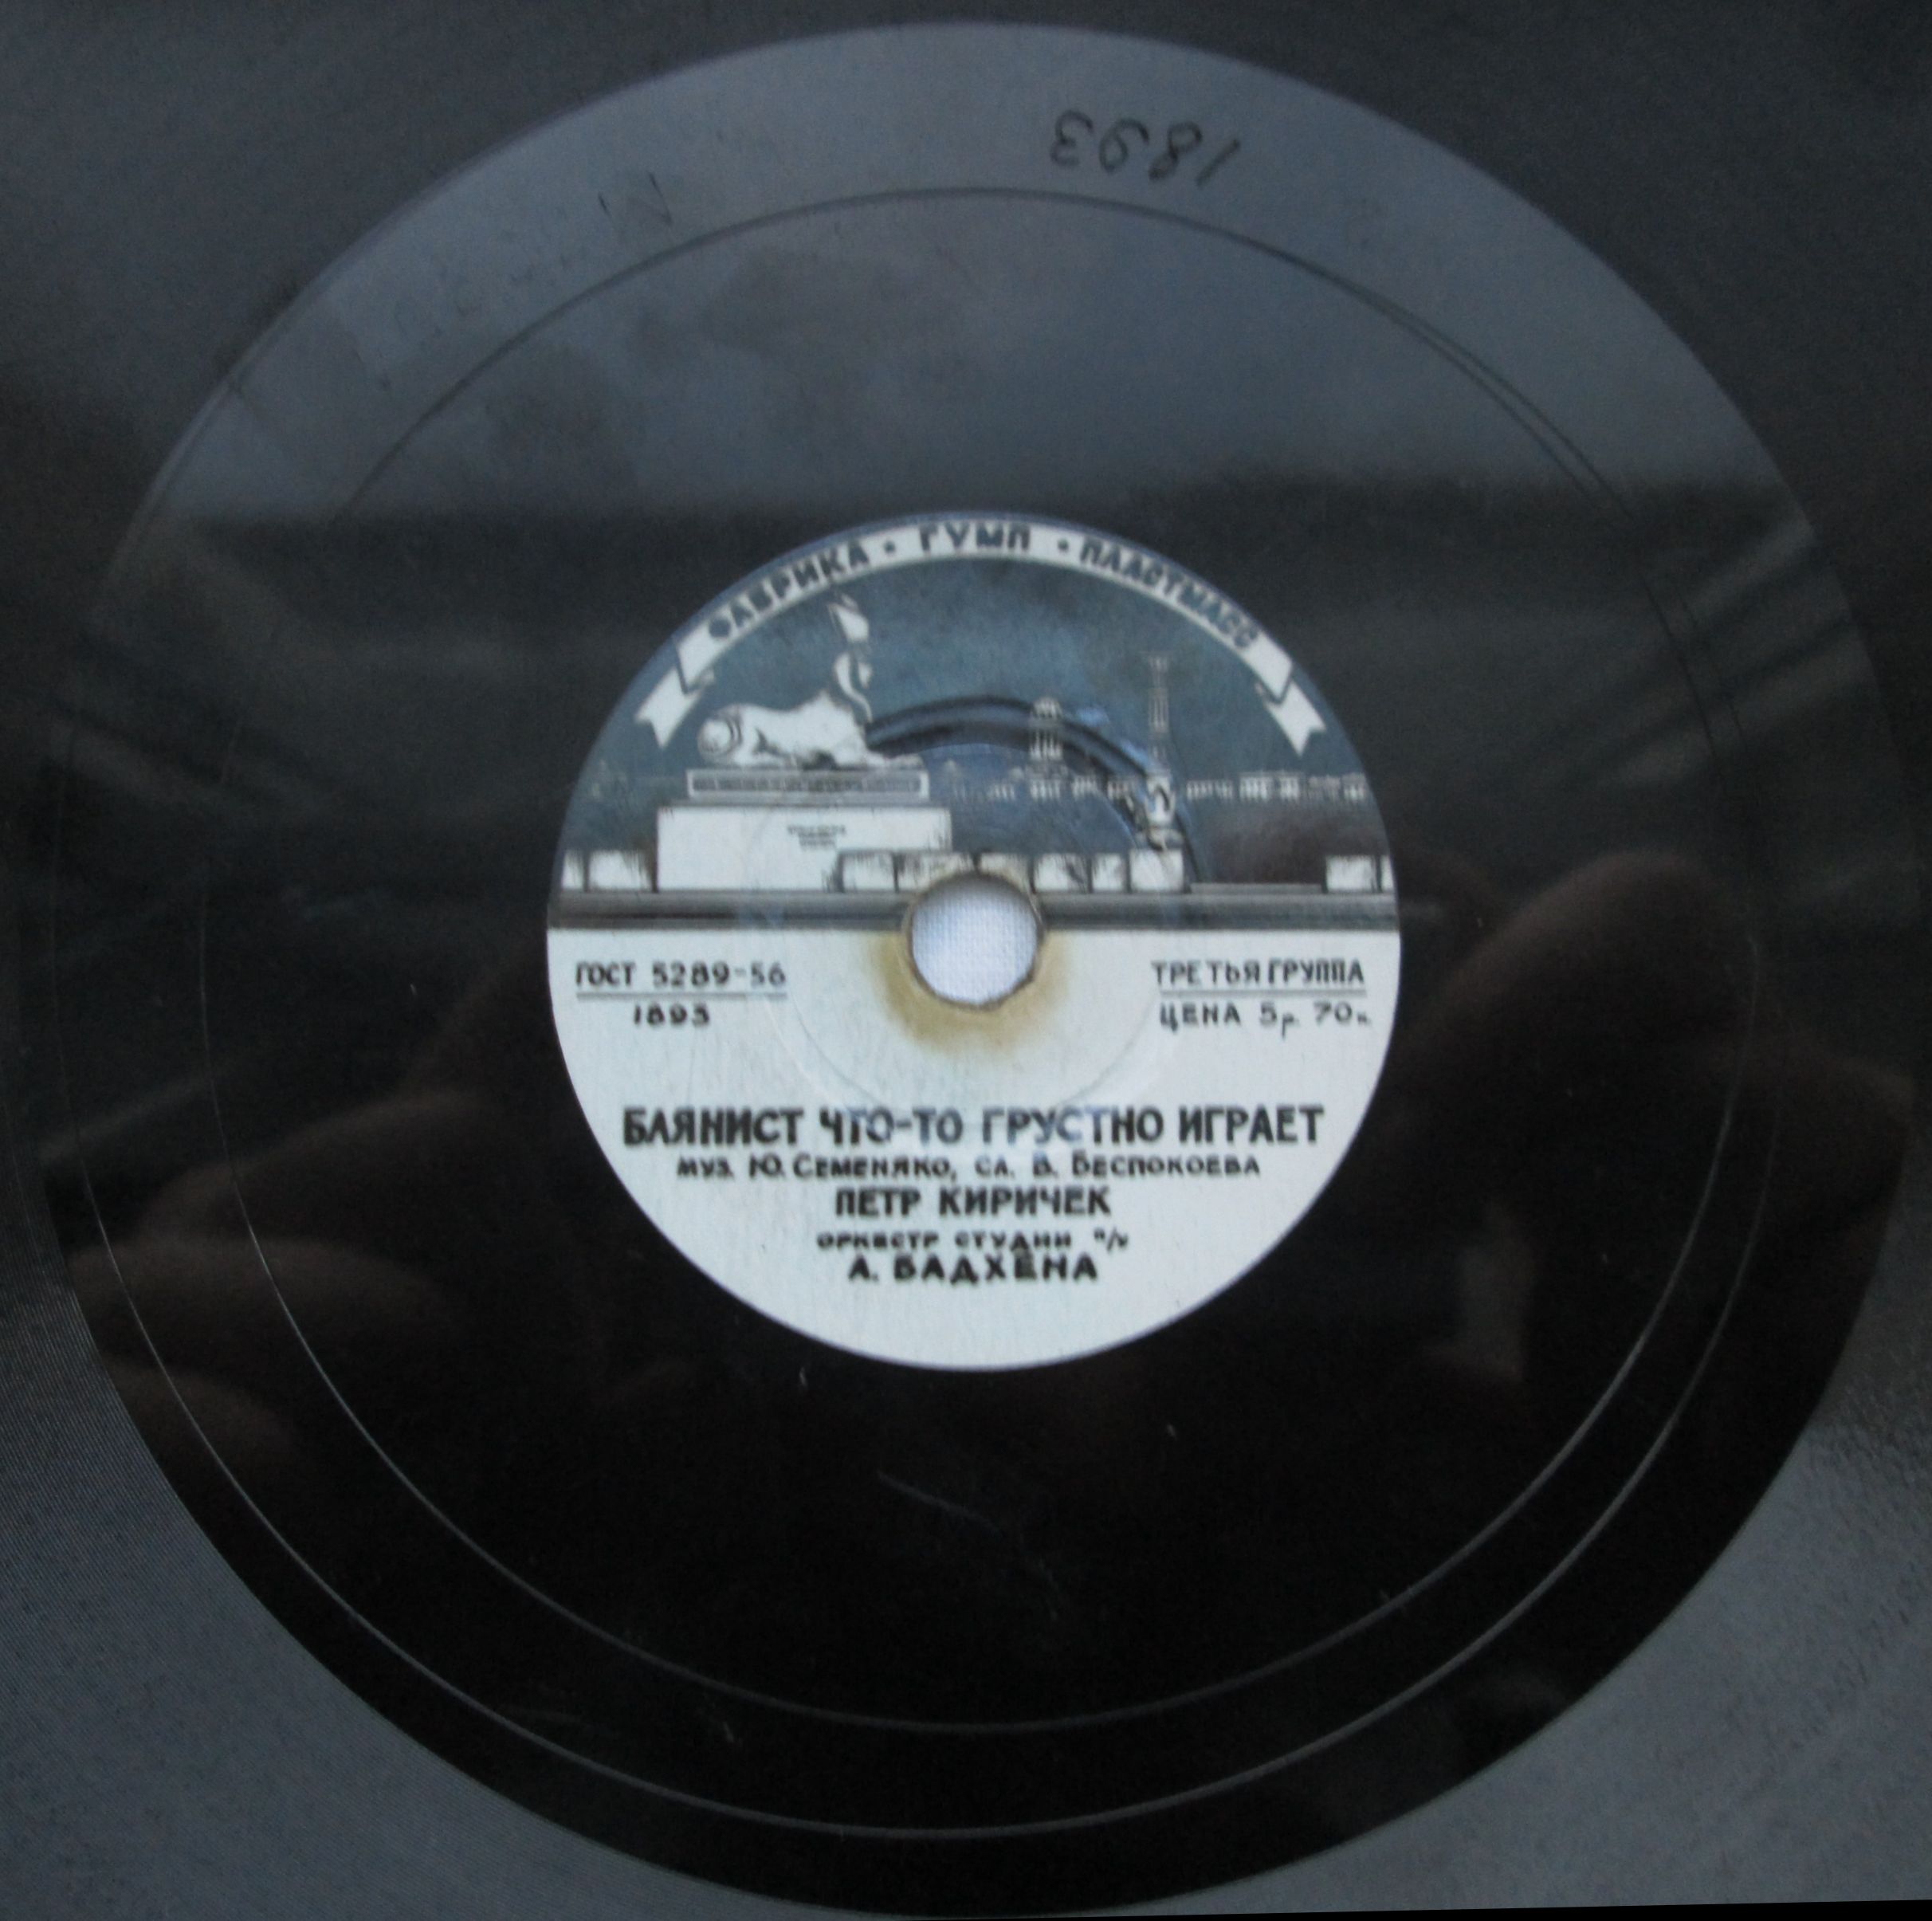 1893
ФАБРИКА • ГУМП • ПЛАСТМАСС
ГОСТ 5289-56
1893
ТРЕТЬЯ ГРУППА
ЦЕНА 5р. 70к.
БАЯНИСТ ЧТО-ТО ГРУСТНО ИГРАЕТ
муз. Ю. Семеняко, сл. В. Беспокоева
ПЕТР КИРИЧЕК
оркестр студии п/у
А. БАДХЕНА